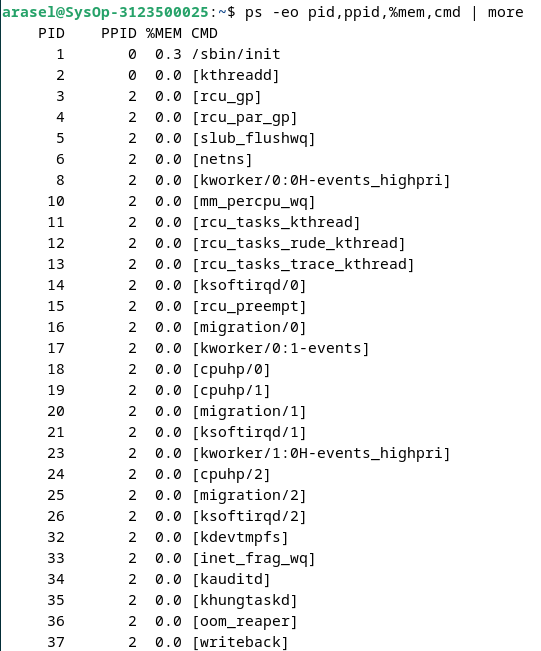 arasel@SysOp-3123500025:~$ ps -eo pid,ppid,%mem,cmd | more
    PID    PPID %MEM CMD
      1       0  0.3 /sbin/init
      2       0  0.0 [kthreadd]
      3       2  0.0 [rcu_gp]
      4       2  0.0 [rcu_par_gp]
      5       2  0.0 [slub_flushwq]
      6       2  0.0 [netns]
      8       2  0.0 [kworker/0:0H-events_highpri]
     10       2  0.0 [mm_percpu_wq]
     11       2  0.0 [rcu_tasks_kthread]
     12       2  0.0 [rcu_tasks_rude_kthread]
     13       2  0.0 [rcu_tasks_trace_kthread]
     14       2  0.0 [ksoftirqd/0]
     15       2  0.0 [rcu_preempt]
     16       2  0.0 [migration/0]
     17       2  0.0 [kworker/0:1-events]
     18       2  0.0 [cpuhp/0]
     19       2  0.0 [cpuhp/1]
     20       2  0.0 [migration/1]
     21       2  0.0 [ksoftirqd/1]
     23       2  0.0 [kworker/1:0H-events_highpri]
     24       2  0.0 [cpuhp/2]
     25       2  0.0 [migration/2]
     26       2  0.0 [ksoftirqd/2]
     32       2  0.0 [kdevtmpfs]
     33       2  0.0 [inet_frag_wq]
     34       2  0.0 [kauditd]
     35       2  0.0 [khungtaskd]
     36       2  0.0 [oom_reaper]
     37       2  0.0 [writeback]